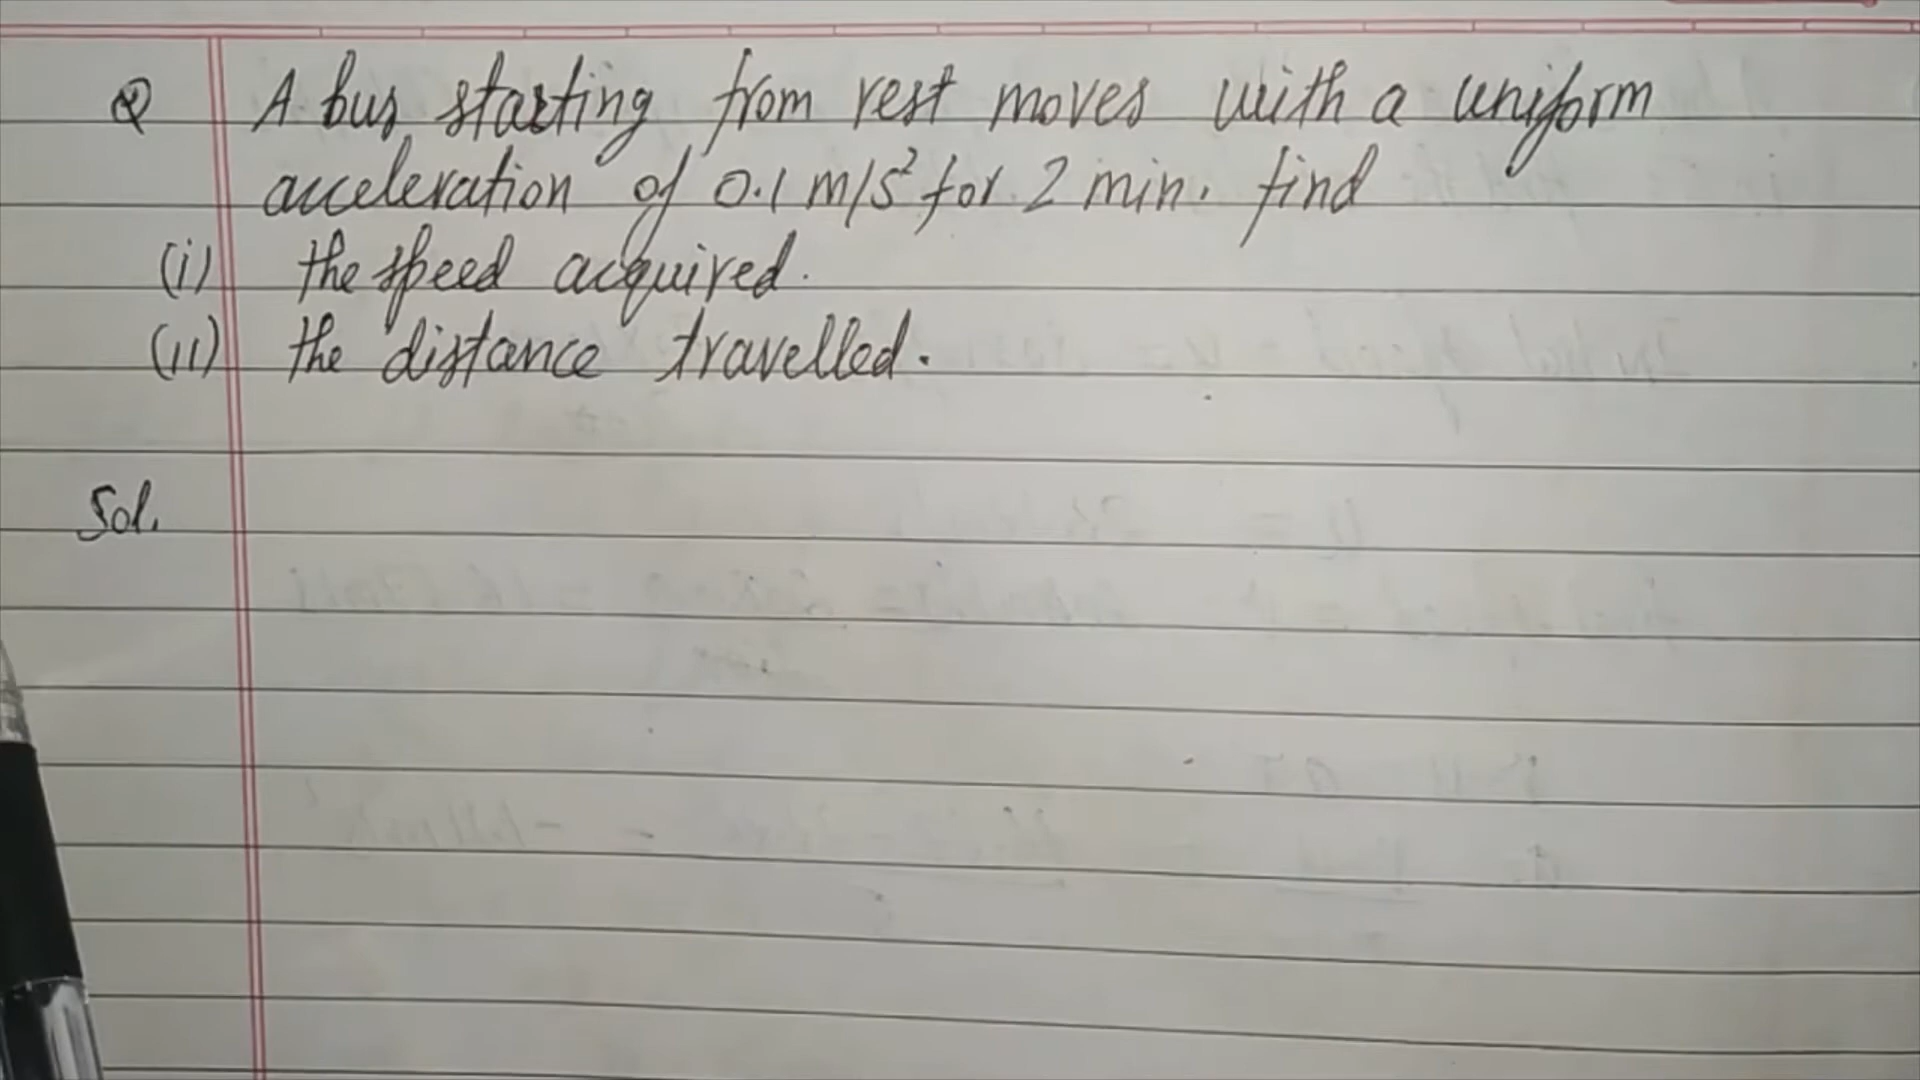 Q A bus, starting from rest moves with a uniform
acceleration of 0.1 m/s² for 2 min. find
(i) the speed acquired.
(ii) the distance travelled.
Sol.